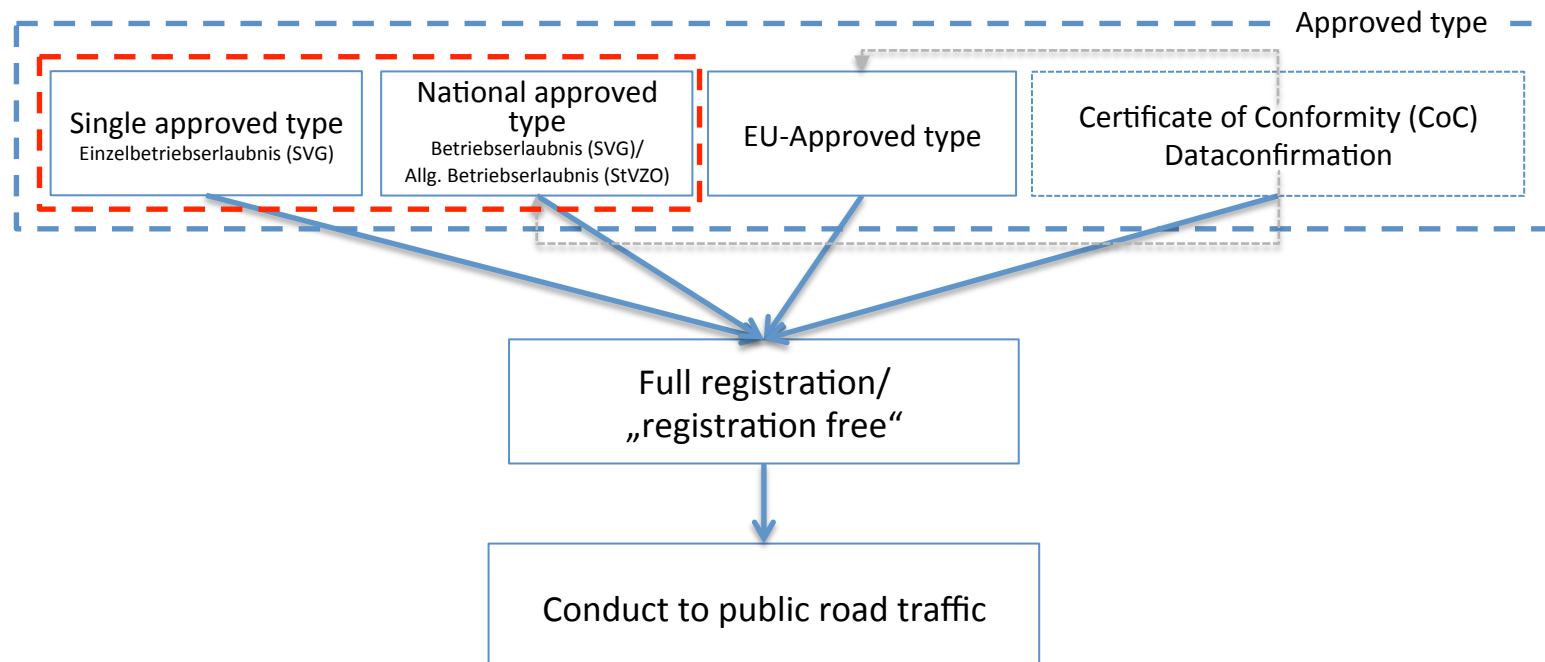 Approved type
Single approved type
Einzelbetriebserlaubnis (SVG)
National approved
type
Betriebserlaubnis (SVG)/
Allg. Betriebserlaubnis (StVZO)
EU-Approved type
Certificate of Conformity (CoC)
Dataconfirmation
Full registration/
„registration free“
Conduct to public road traffic